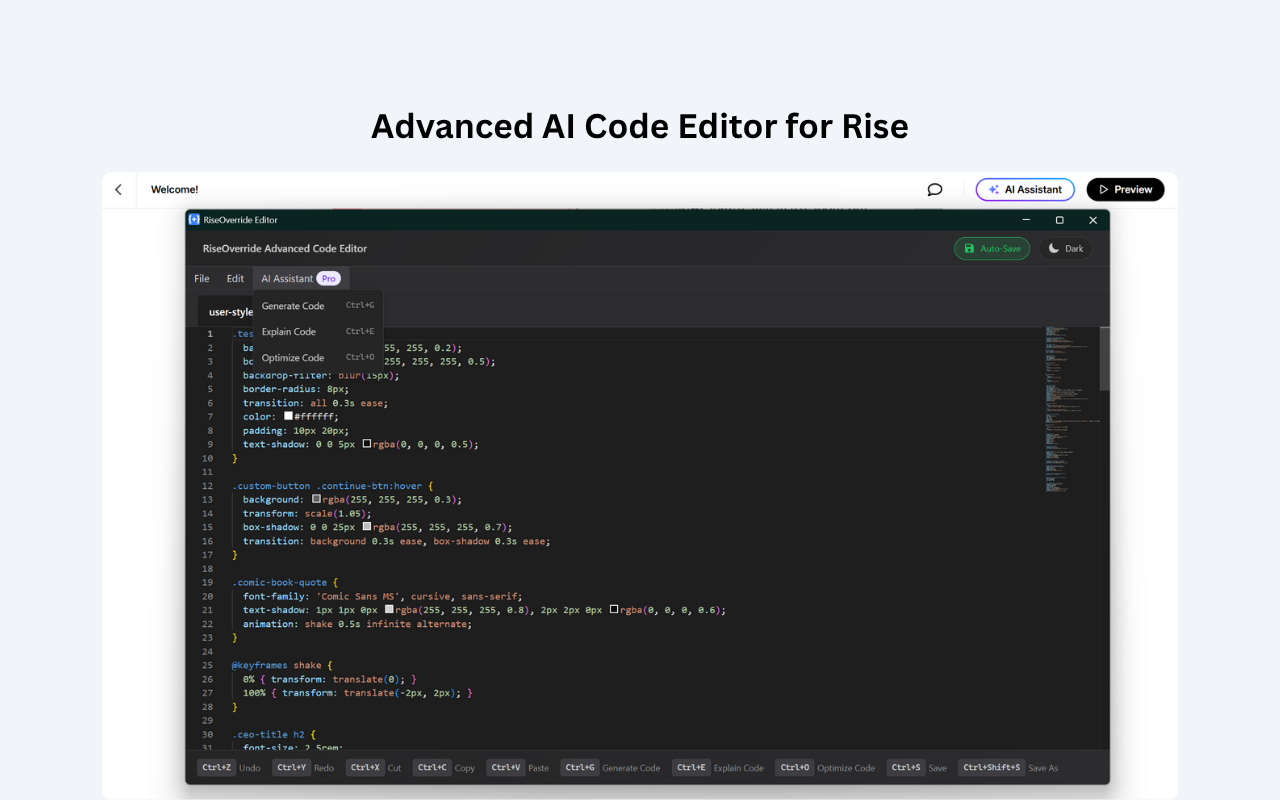 Advanced AI Code Editor for Rise
Welcome!
AI Assistant
Preview
RiseOverride Editor
RiseOverride Advanced Code Editor
Auto-Save
Dark
File Edit AI Assistant Pro
Generate Code Ctrl+G
Explain Code Ctrl+E
Optimize Code Ctrl+O
user-style
1 .tes
2 ba 55, 255, 0.2);
3 bo 255, 255, 255, 0.5);
4 backdrop-filter: blur(15px);
5 border-radius: 8px;
6 transition: all 0.3s ease;
7 color: #ffffff;
8 padding: 10px 20px;
9 text-shadow: 0 0 5px rgba(0, 0, 0, 0.5);
10 }
11
12 .custom-button .continue-btn:hover {
13 background: rgba(255, 255, 255, 0.3);
14 transform: scale(1.05);
15 box-shadow: 0 0 25px rgba(255, 255, 255, 0.7);
16 transition: background 0.3s ease, box-shadow 0.3s ease;
17 }
18
19 .comic-book-quote {
20 font-family: 'Comic Sans MS', cursive, sans-serif;
21 text-shadow: 1px 1px 0px rgba(255, 255, 255, 0.8), 2px 2px 0px rgba(0, 0, 0, 0.6);
22 animation: shake 0.5s infinite alternate;
23 }
24
25 @keyframes shake {
26 0% { transform: translate(0); }
27 100% { transform: translate(-2px, 2px); }
28 }
29
30 .ceo-title h2 {
31 font-size: 2.5rem;
Ctrl+Z Undo Ctrl+Y Redo Ctrl+X Cut Ctrl+C Copy Ctrl+V Paste Ctrl+G Generate Code Ctrl+E Explain Code Ctrl+O Optimize Code Ctrl+S Save Ctrl+Shift+S Save As